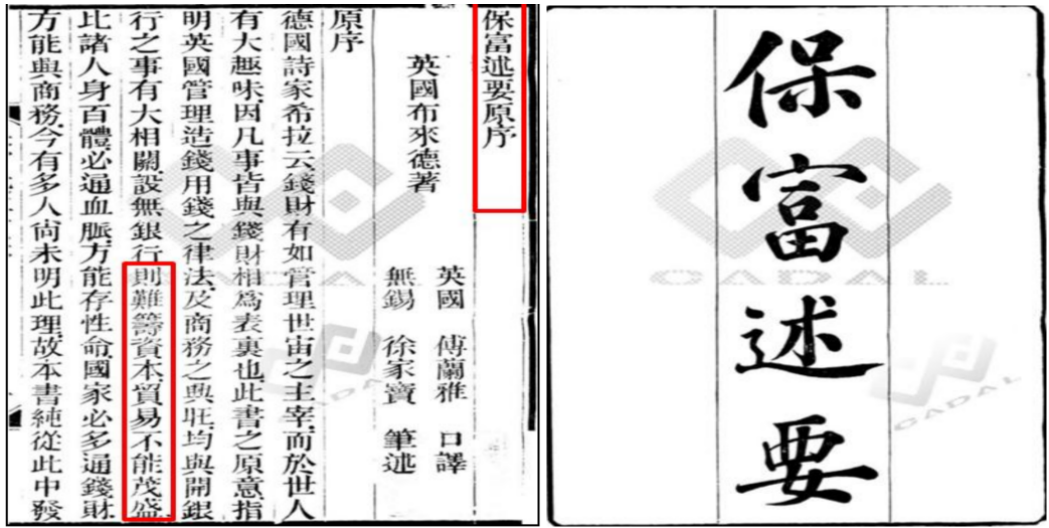 保富述要原序
英國布來德著
英國 傅蘭雅 口譯
無錫 徐家寶 筆述
原序
德國詩家希拉云錢財有如管理世宙之主宰而於世人
有大趣味因凡事皆與錢財相為表裏也此書之原意指
明英國管理造錢用錢之律法及商務之興旺均與開銀
行之事有大相關設無銀行則難籌資本貿易不能茂盛
比諸人身百體必通血脈方能存性命國家必多通錢財
方能興商務今有多人尙未明此理故本書純從此中發
保富述要
CADAL
CADAL
CADAL